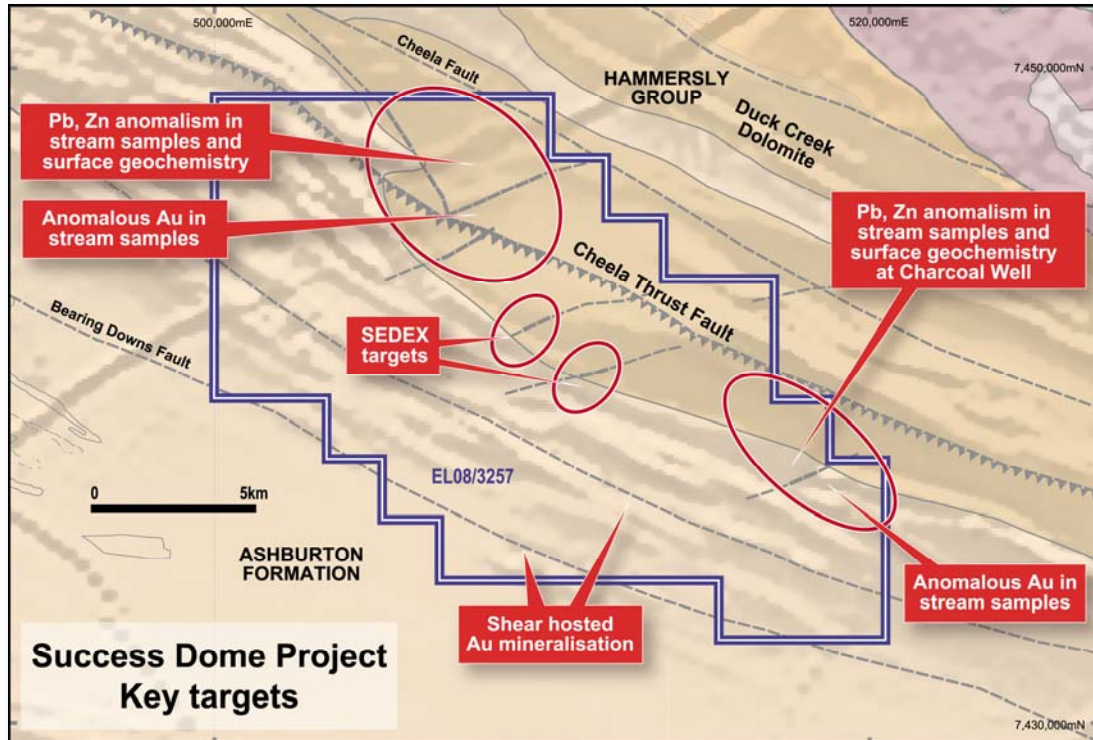 500,000mE
520,000mE
7,450,000mN
Cheela Fault
HAMMERSLY
GROUP
Duck Creek
Dolomite
Pb, Zn anomalism in
stream samples and
surface geochemistry
Anomalous Au in
stream samples
Pb, Zn anomalism in
stream samples and
surface geochemistry
at Charcoal Well
Cheela Thrust Fault
Bearing Downs Fault
SEDEX
targets
EL08/3257
0 5km
ASHBURTON
FORMATION
Anomalous Au in
stream samples
Shear hosted
Au mineralisation
Success Dome Project
Key targets
7,430,000mN